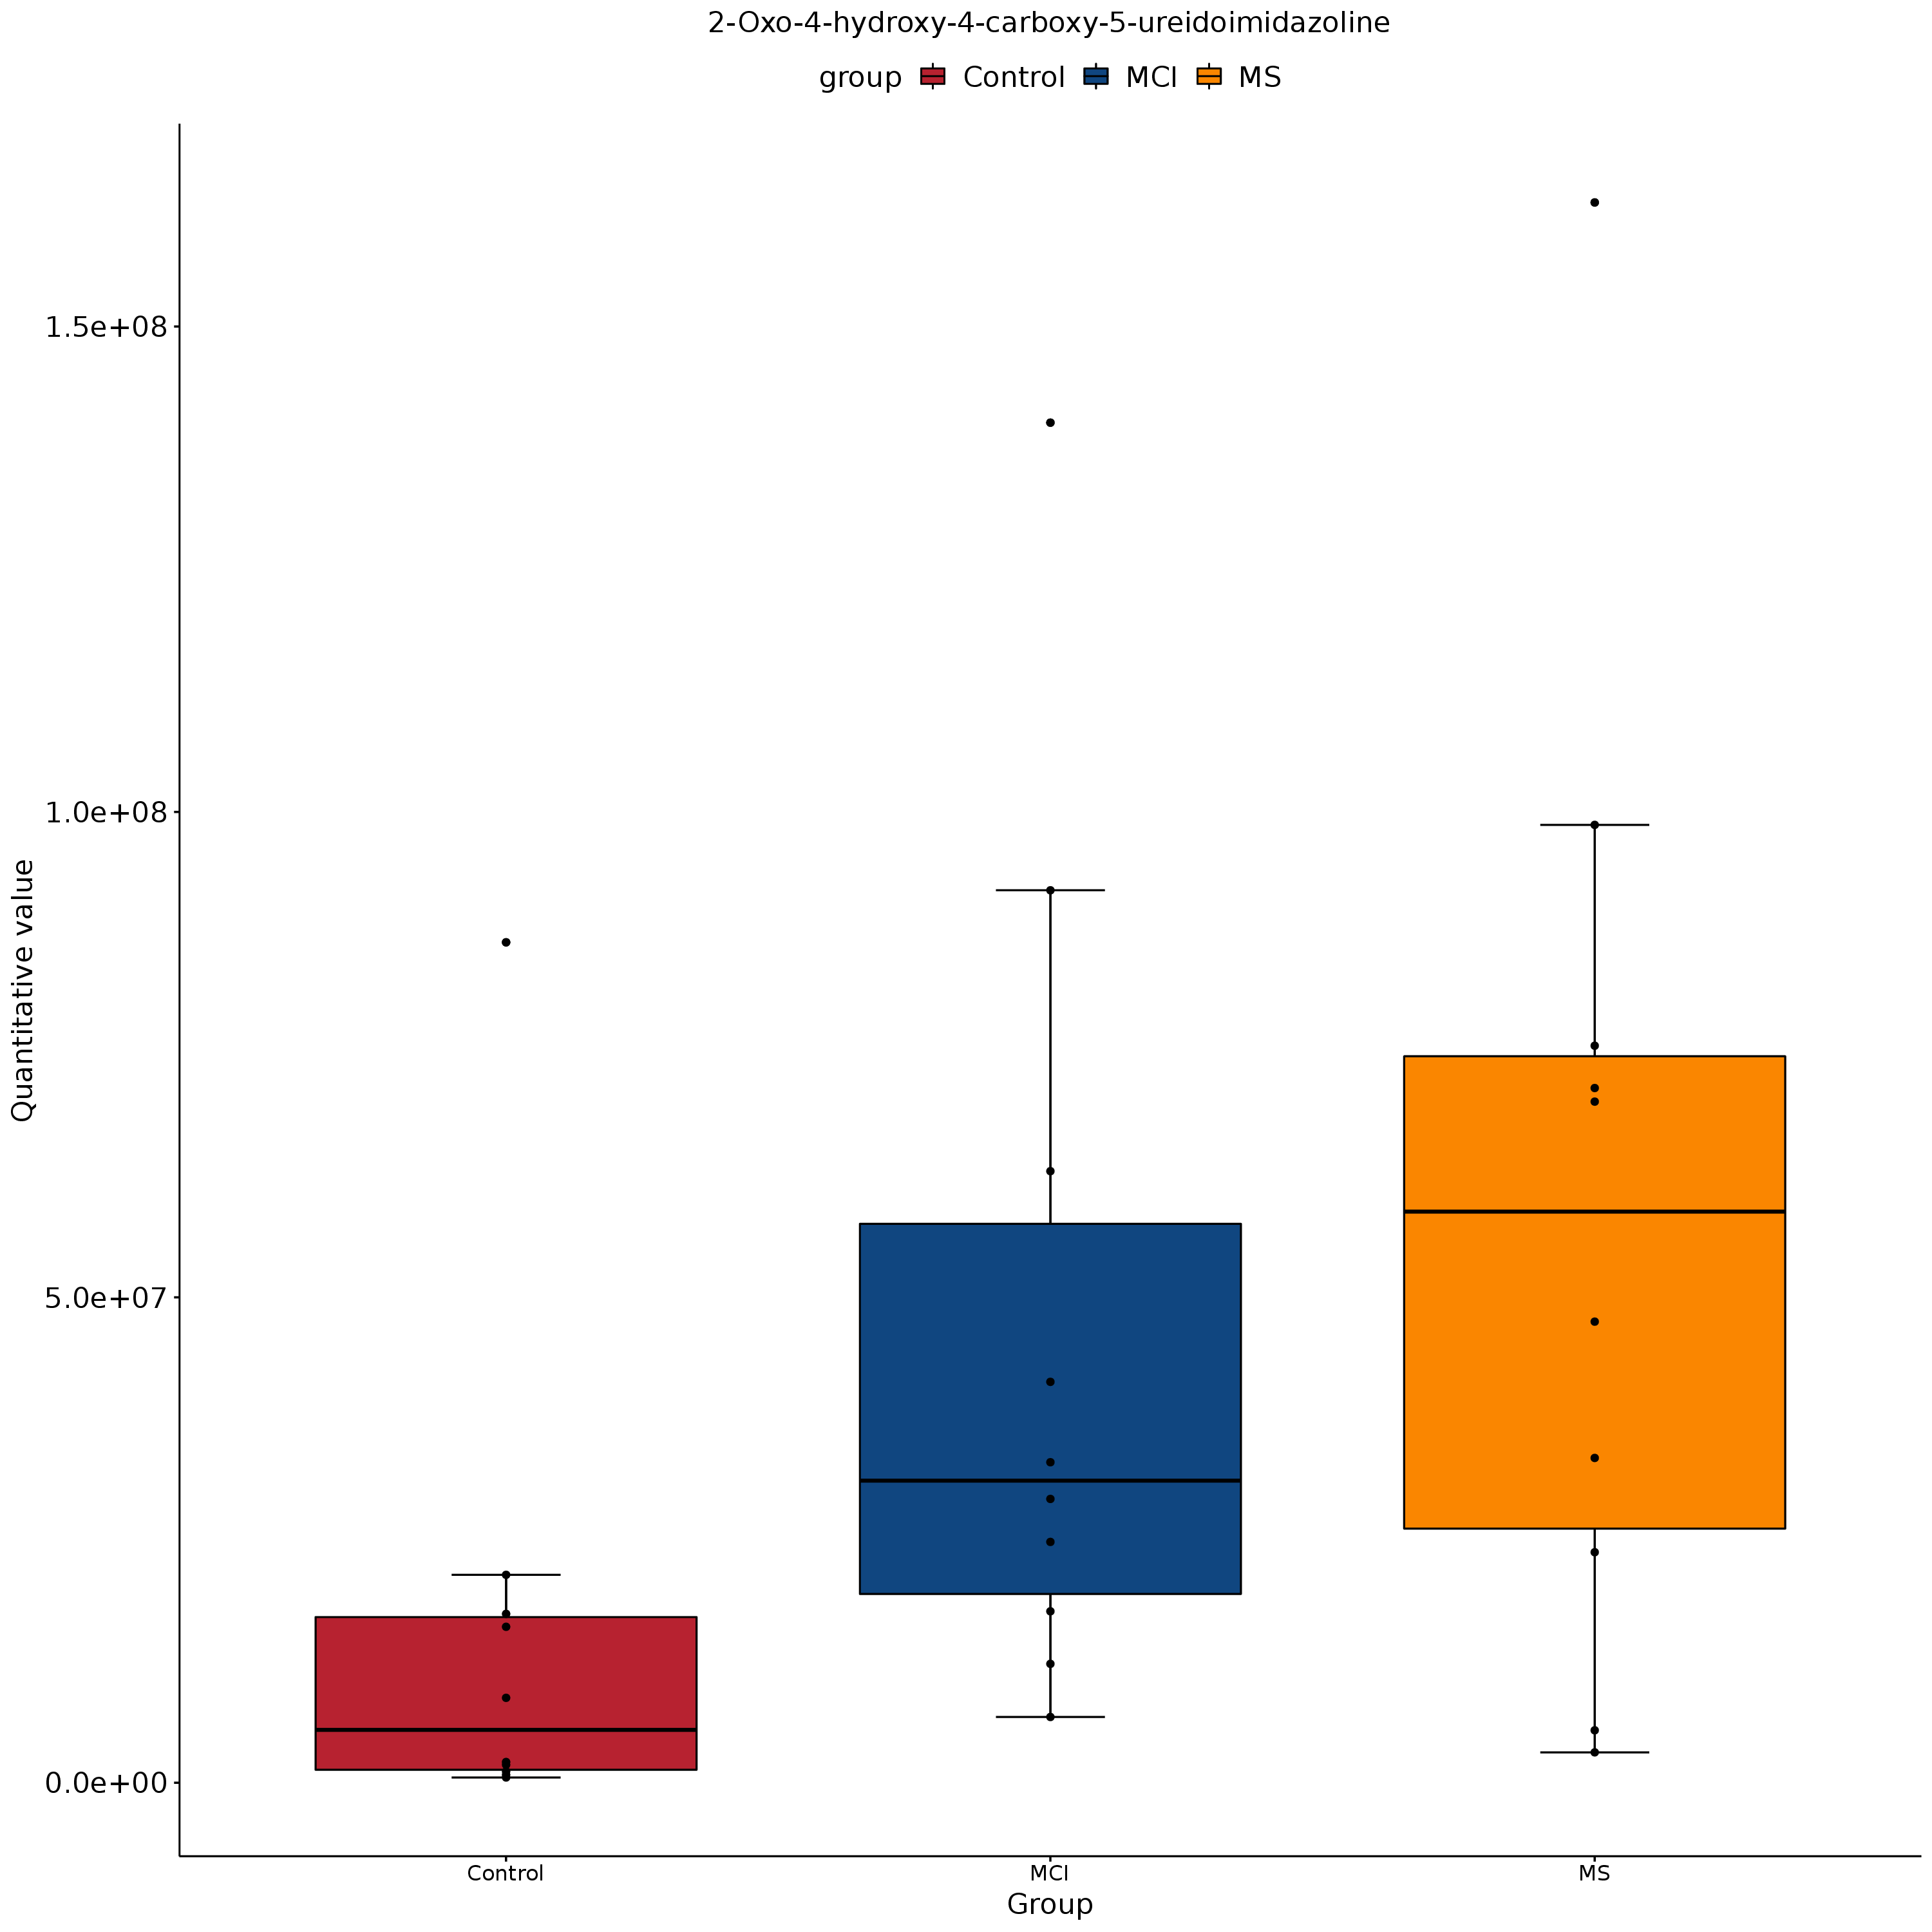 2-Oxo-4-hydroxy-4-carboxy-5-ureidoimidazoline
group Control MCI MS
Quantitative value
1.5e+08
1.0e+08
5.0e+07
0.0e+00
Control MCI MS
Group